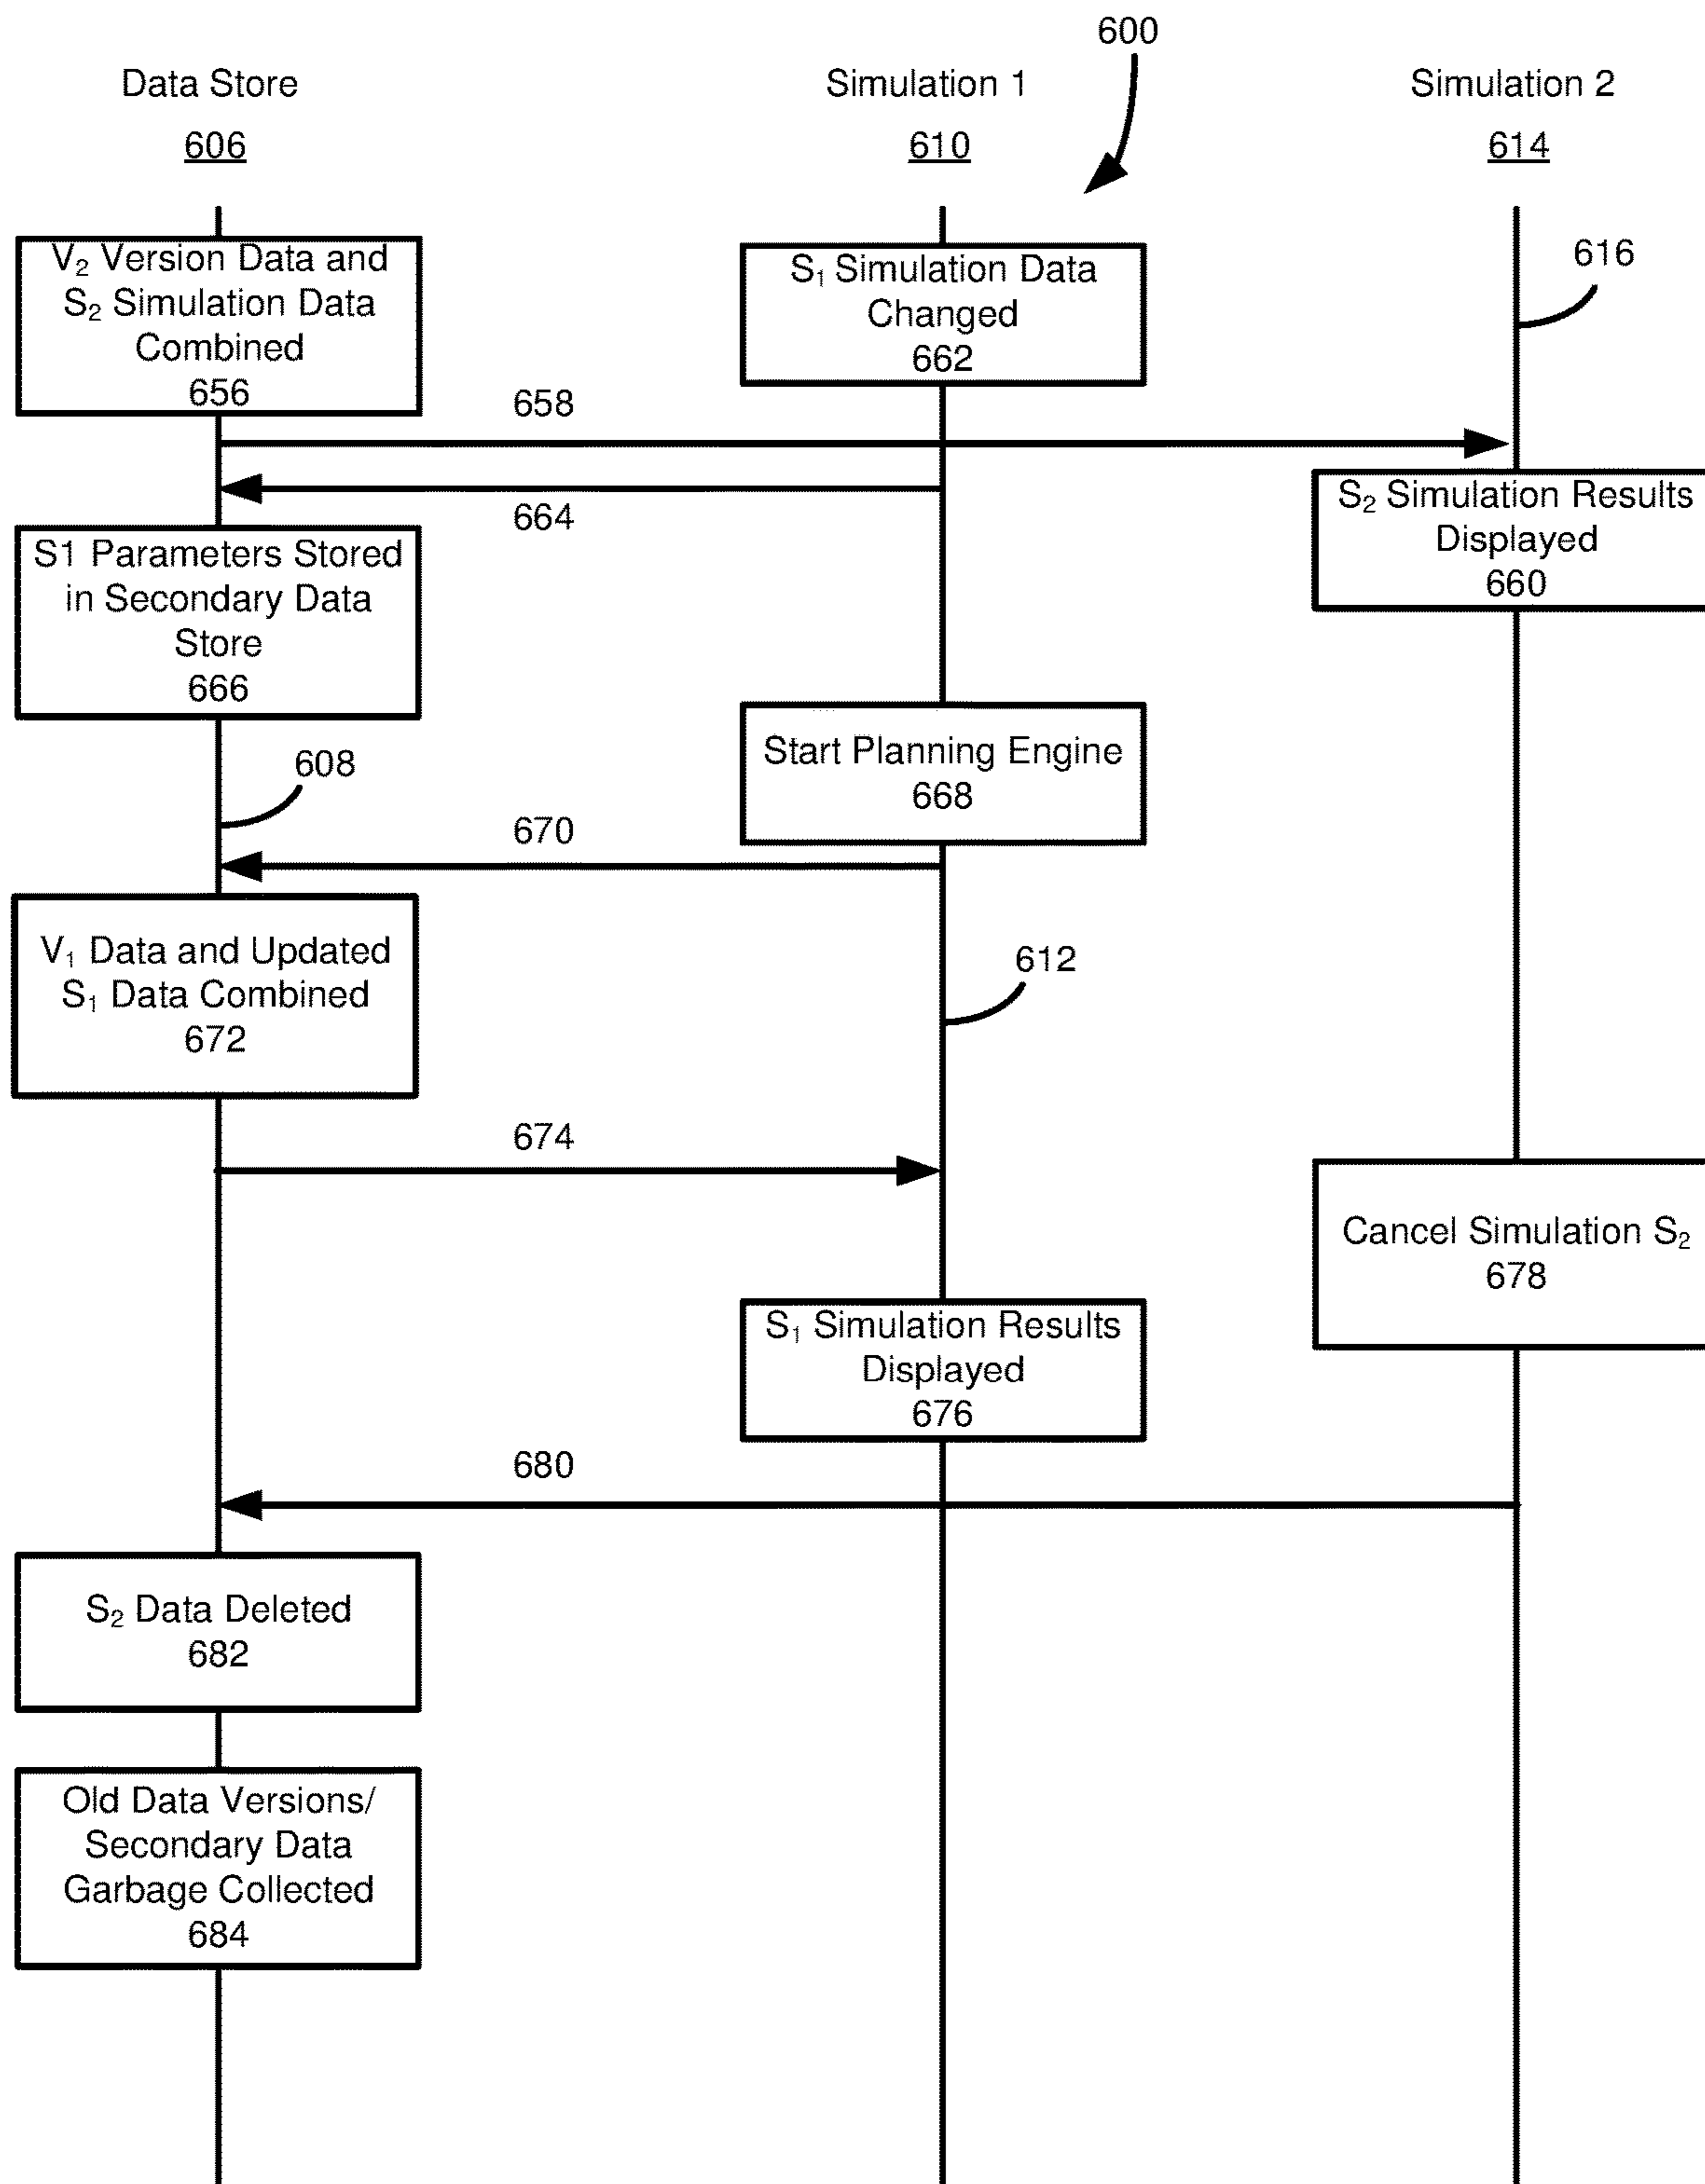 600
Data Store
Simulation 1
Simulation 2
606
610
614
V₂ Version Data and
S₂ Simulation Data
Combined
656
S₁ Simulation Data
Changed
662
616
658
664
S₂ Simulation Results
Displayed
660
S1 Parameters Stored
in Secondary Data
Store
666
Start Planning Engine
668
608
670
V₁ Data and Updated
S₁ Data Combined
672
612
674
Cancel Simulation S₂
678
S₁ Simulation Results
Displayed
676
680
S₂ Data Deleted
682
Old Data Versions/
Secondary Data
Garbage Collected
684